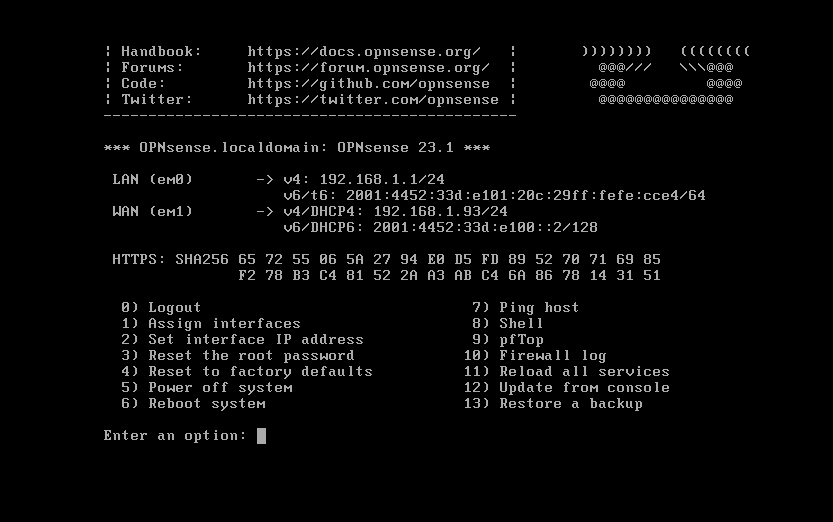 ¦ Handbook:     https://docs.opnsense.org/   ¦       ))))))))   ((((((((
¦ Forums:       https://forum.opnsense.org/  ¦         @@@///   \\\@@@
¦ Code:         https://github.com/opnsense  ¦        @@@@         @@@@
¦ Twitter:      https://twitter.com/opnsense ¦         @@@@@@@@@@@@@@@
----------------------------------------------
*** OPNsense.localdomain: OPNsense 23.1 ***
LAN (em0)       -> v4: 192.168.1.1/24
v6/t6: 2001:4452:33d:e101:20c:29ff:fefe:cce4/64
WAN (em1)       -> v4/DHCP4: 192.168.1.93/24
v6/DHCP6: 2001:4452:33d:e100::2/128
HTTPS: SHA256 65 72 55 06 5A 27 94 E0 D5 FD 89 52 70 71 69 85
F2 78 B3 C4 81 52 2A A3 AB C4 6A 86 78 14 31 51
0) Logout                              7) Ping host
1) Assign interfaces                   8) Shell
2) Set interface IP address            9) pfTop
3) Reset the root password            10) Firewall log
4) Reset to factory defaults          11) Reload all services
5) Power off system                   12) Update from console
6) Reboot system                      13) Restore a backup
Enter an option: